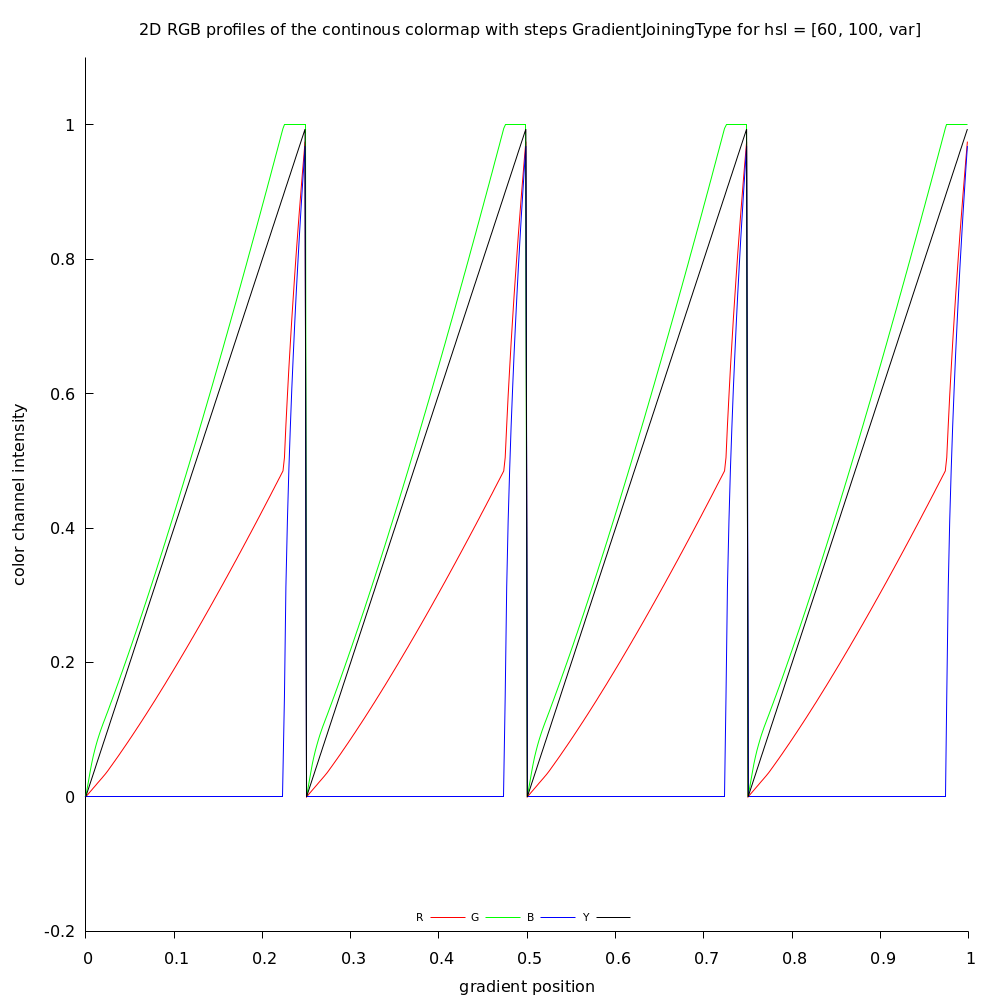 2D RGB profiles of the continous colormap with steps GradientJoiningType for hsl = [60, 100, var]
1
0.8
0.6
0.4
0.2
0
-0.2
color channel intensity
R G B Y
0 0.1 0.2 0.3 0.4 0.5 0.6 0.7 0.8 0.9 1
gradient position